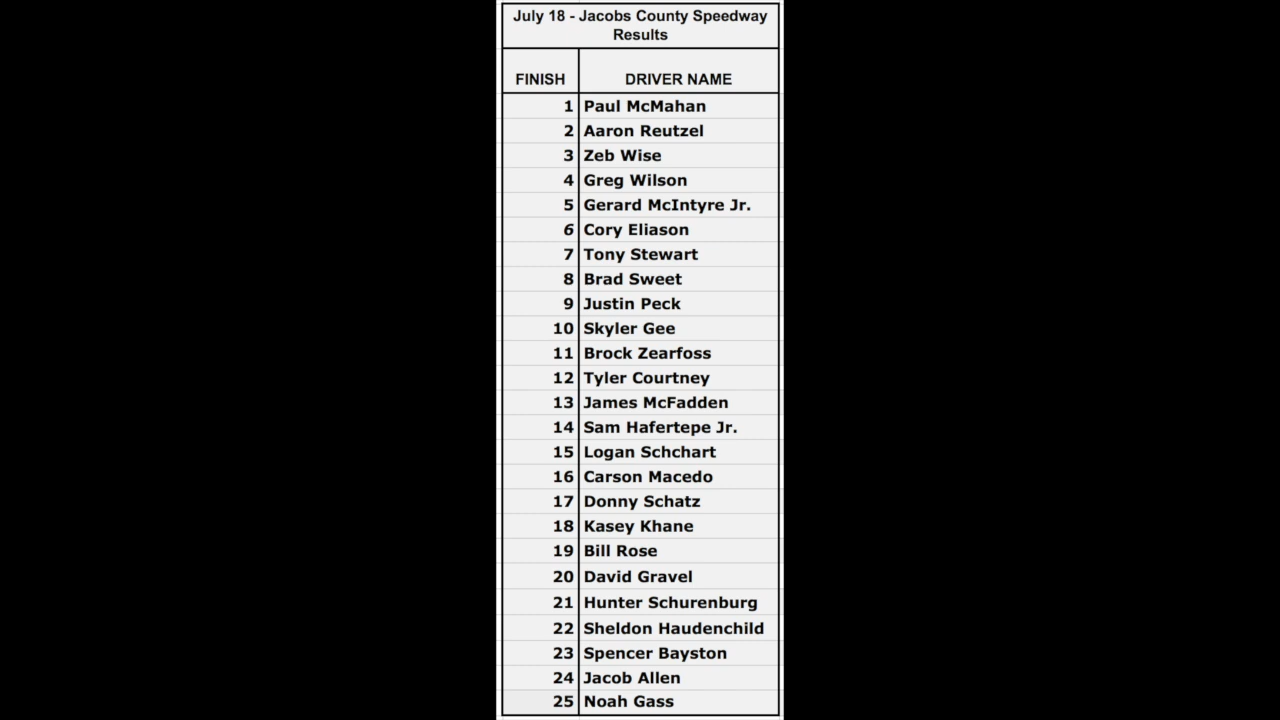 July 18 - Jacobs County Speedway
Results
FINISH DRIVER NAME
1 Paul McMahan
2 Aaron Reutzel
3 Zeb Wise
4 Greg Wilson
5 Gerard McIntyre Jr.
6 Cory Eliason
7 Tony Stewart
8 Brad Sweet
9 Justin Peck
10 Skyler Gee
11 Brock Zearfoss
12 Tyler Courtney
13 James McFadden
14 Sam Hafertepe Jr.
15 Logan Schchart
16 Carson Macedo
17 Donny Schatz
18 Kasey Khane
19 Bill Rose
20 David Gravel
21 Hunter Schurenburg
22 Sheldon Haudenchild
23 Spencer Bayston
24 Jacob Allen
25 Noah Gass